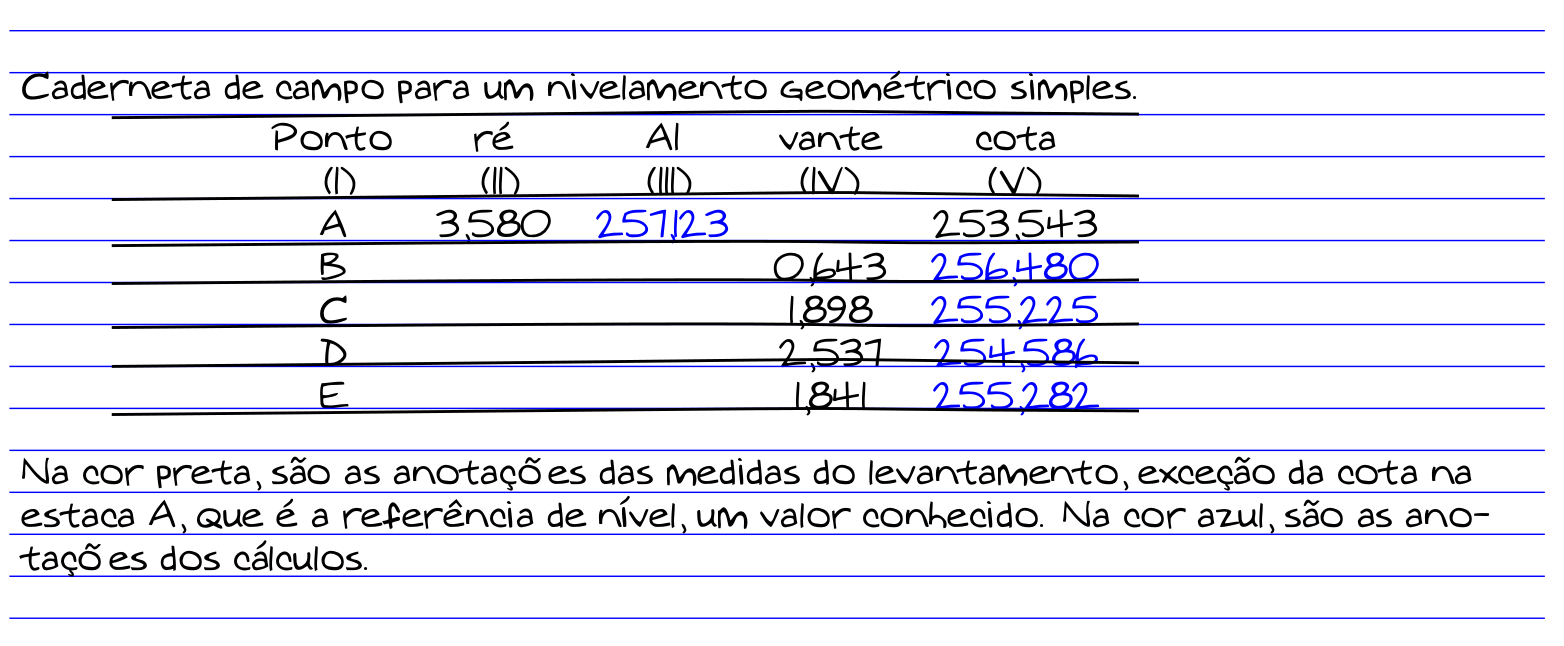 Caderneta de campo para um nivelamento geométrico simples.
Ponto ré AI vante cota
(I) (II) (III) (IV) (V)
A 3,580 257,123 253,543
B 0,643 256,480
C 1,898 255,225
D 2,537 254,586
E 1,841 255,282
Na cor preta, são as anotações das medidas do levantamento, exceção da cota na
estaca A, que é a referência de nível, um valor conhecido. Na cor azul, são as ano-
tações dos cálculos.